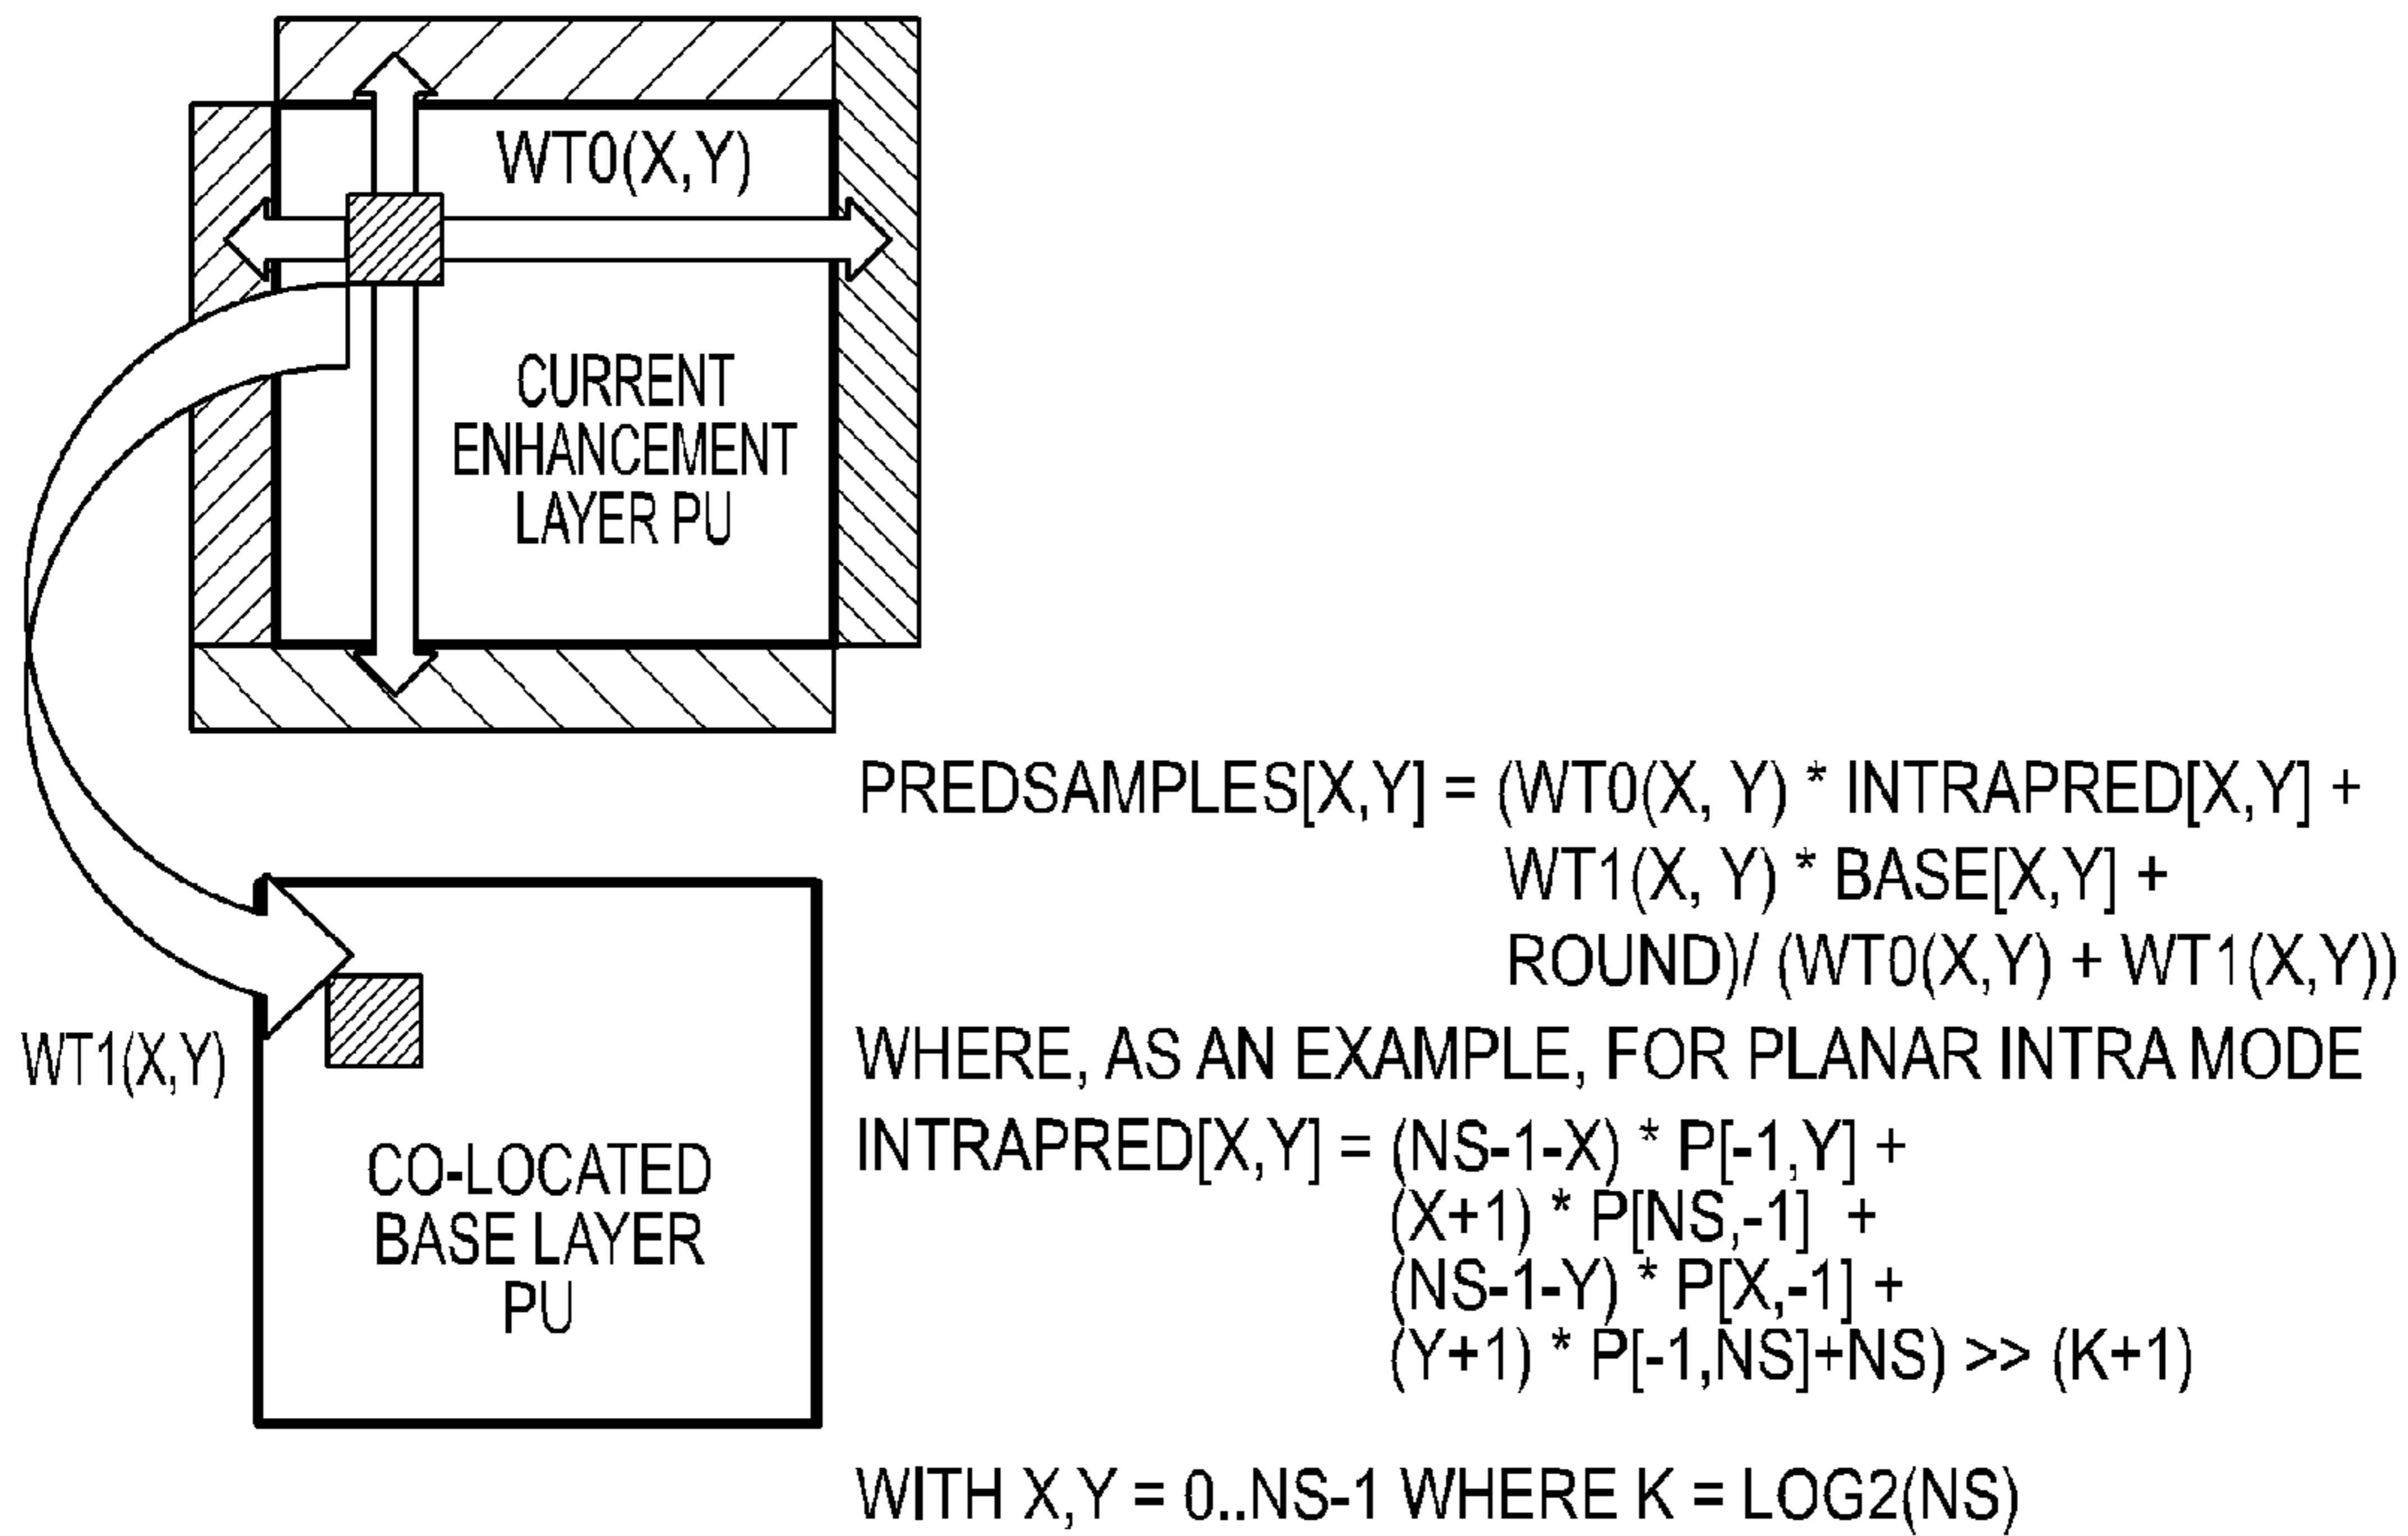 WT0(X,Y)
CURRENT
ENHANCEMENT
LAYER PU
PREDSAMPLES[X,Y] = (WT0(X, Y) * INTRAPRED[X,Y] +
WT1(X, Y) * BASE[X,Y] +
ROUND)/ (WT0(X,Y) + WT1(X,Y))
WT1(X,Y)
CO-LOCATED
BASE LAYER
PU
WHERE, AS AN EXAMPLE, FOR PLANAR INTRA MODE
INTRAPRED[X,Y] = (NS-1-X) * P[-1,Y] +
(X+1) * P[NS,-1] +
(NS-1-Y) * P[X,-1] +
(Y+1) * P[-1,NS]+NS) >> (K+1)
WITH X,Y = 0..NS-1 WHERE K = LOG2(NS)